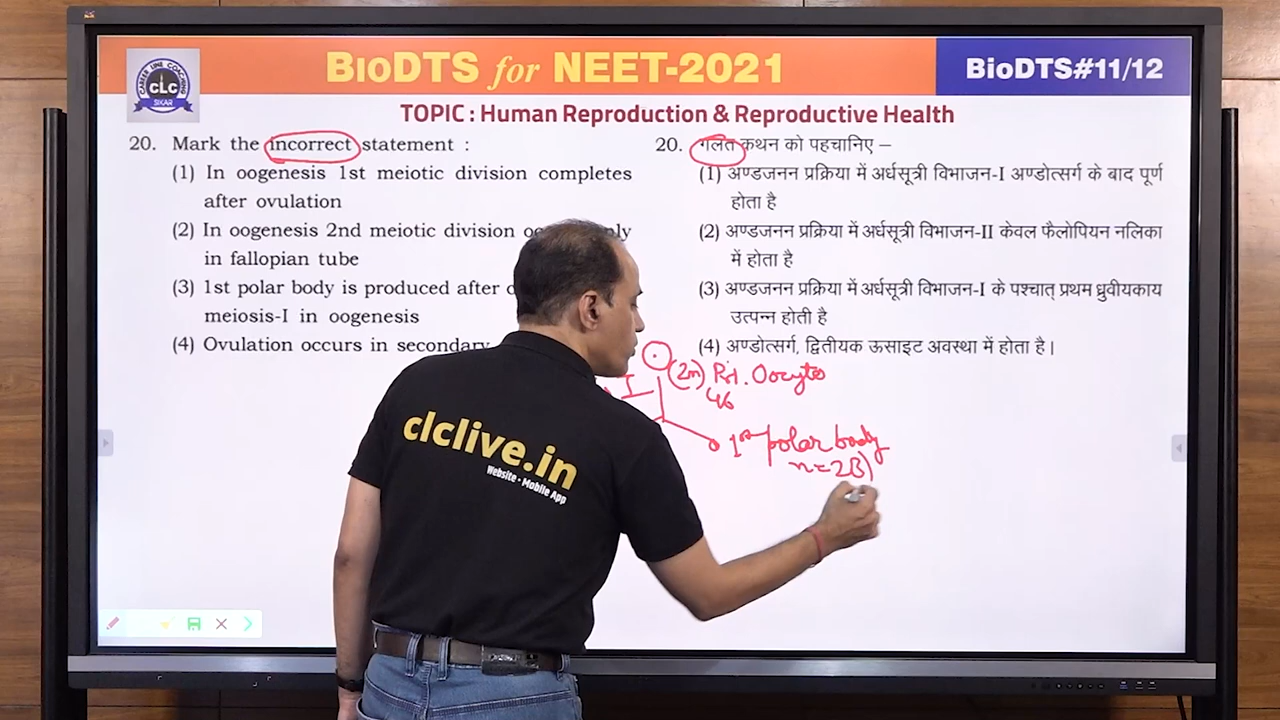 BIODTS for NEET-2021
BioDTS#11/12
CAREER LINE COACHING
CLC
SIKAR
TOPIC : Human Reproduction & Reproductive Health
20. Mark the incorrect statement :
(1) In oogenesis 1st meiotic division completes
after ovulation
(2) In oogenesis 2nd meiotic division
in fallopian tube
(3) 1st polar body is produced after
meiosis-I in oogenesis
(4) Ovulation occurs in secondary
20. गलत कथन को पहचानिए –
(1) अण्डजनन प्रक्रिया में अर्धसूत्री विभाजन-I अण्डोत्सर्ग के बाद पूर्ण
होता है
(2) अण्डजनन प्रक्रिया में अर्धसूत्री विभाजन-II केवल फैलोपियन नलिका
में होता है
(3) अण्डजनन प्रक्रिया में अर्धसूत्री विभाजन-I के पश्चात् प्रथम ध्रुवीयकाय
उत्पन्न होती है
(4) अण्डोत्सर्ग, द्वितीयक ऊसाइट अवस्था में होता है।
I
(2n) Pri. Oocyte
46
1st polar body
n=23)
clclive.in
Website • Mobile App